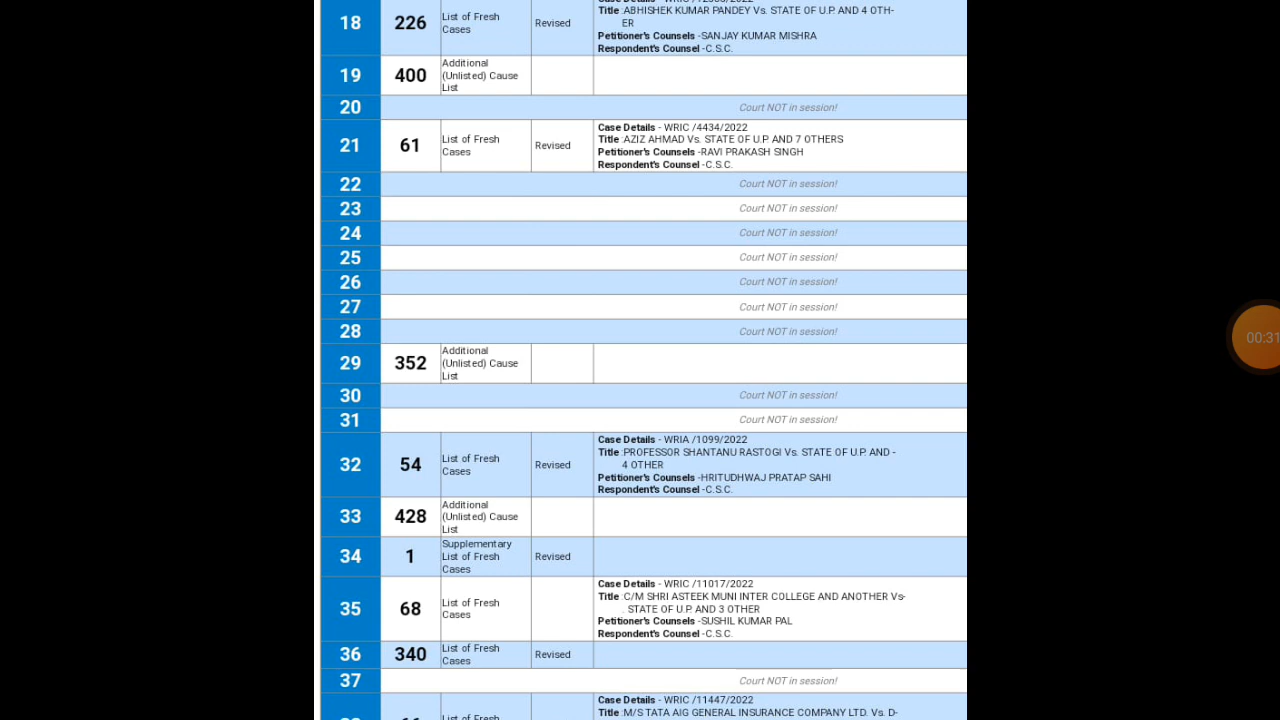 Title :ABHISHEK KUMAR PANDEY Vs. STATE OF U.P. AND 4 OTH-
18 226 List of Fresh Cases Revised ER
Petitioner's Counsels -SANJAY KUMAR MISHRA
Respondent's Counsel -C.S.C.
19 400 Additional (Unlisted) Cause List
20 Court NOT in session!
21 61 List of Fresh Cases Revised
Case Details - WRIC /4434/2022
Title :AZIZ AHMAD Vs. STATE OF U.P. AND 7 OTHERS
Petitioner's Counsels -RAVI PRAKASH SINGH
Respondent's Counsel -C.S.C.
22 Court NOT in session!
23 Court NOT in session!
24 Court NOT in session!
25 Court NOT in session!
26 Court NOT in session!
27 Court NOT in session!
28 Court NOT in session!
29 352 Additional (Unlisted) Cause List
30 Court NOT in session!
31 Court NOT in session!
32 54 List of Fresh Cases Revised
Case Details - WRIA /1099/2022
Title :PROFESSOR SHANTANU RASTOGI Vs. STATE OF U.P. AND -
4 OTHER
Petitioner's Counsels -HRITUDHWAJ PRATAP SAHI
Respondent's Counsel -C.S.C.
33 428 Additional (Unlisted) Cause List
34 1 Supplementary List of Fresh Cases Revised
35 68 List of Fresh Cases
Case Details - WRIC /11017/2022
Title :C/M SHRI ASTEEK MUNI INTER COLLEGE AND ANOTHER Vs-
. STATE OF U.P. AND 3 OTHER
Petitioner's Counsels -SUSHIL KUMAR PAL
Respondent's Counsel -C.S.C.
36 340 List of Fresh Cases Revised
37 Court NOT in session!
Case Details - WRIC /11447/2022
Title :M/S TATA AIG GENERAL INSURANCE COMPANY LTD. Vs. D-
List of Fresh
00:31